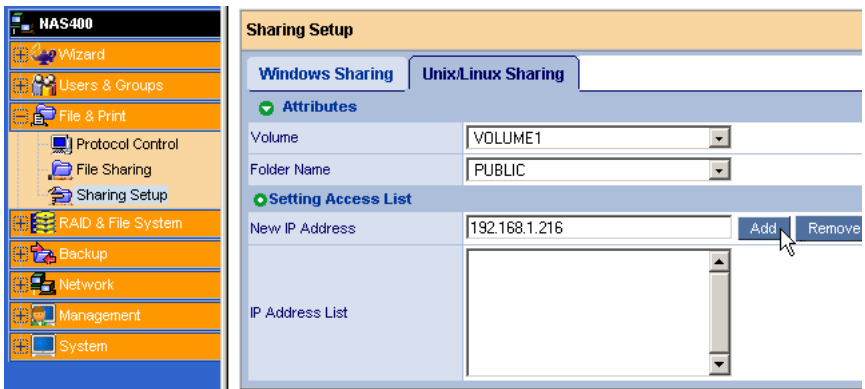 NAS400
Wizard
Users & Groups
File & Print
Protocol Control
File Sharing
Sharing Setup
RAID & File System
Backup
Network
Management
System
Sharing Setup
Windows Sharing
Unix/Linux Sharing
Attributes
Volume VOLUME1
Folder Name PUBLIC
Setting Access List
New IP Address 192.168.1.216 Add Remove
IP Address List